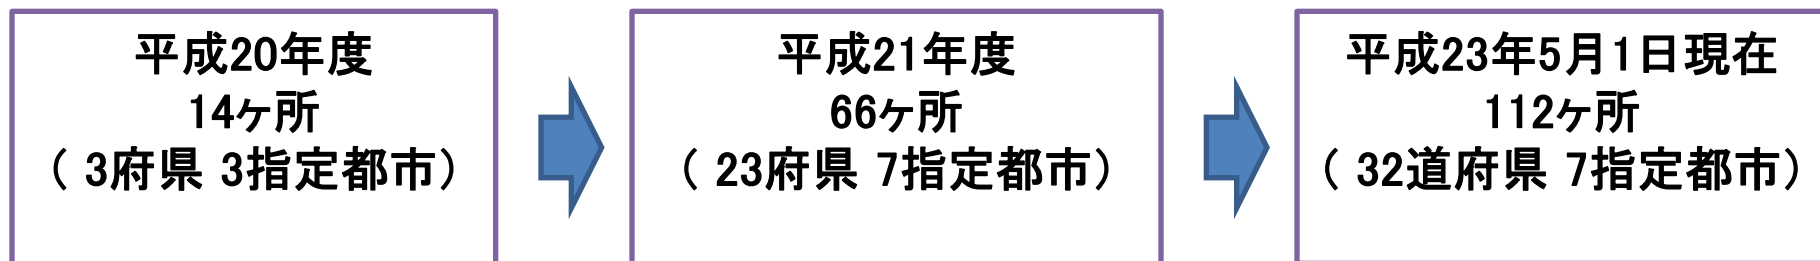 平成20年度
14ヶ所
( 3府県 3指定都市)
平成21年度
66ヶ所
( 23府県 7指定都市)
平成23年5月1日現在
112ヶ所
( 32道府県 7指定都市)